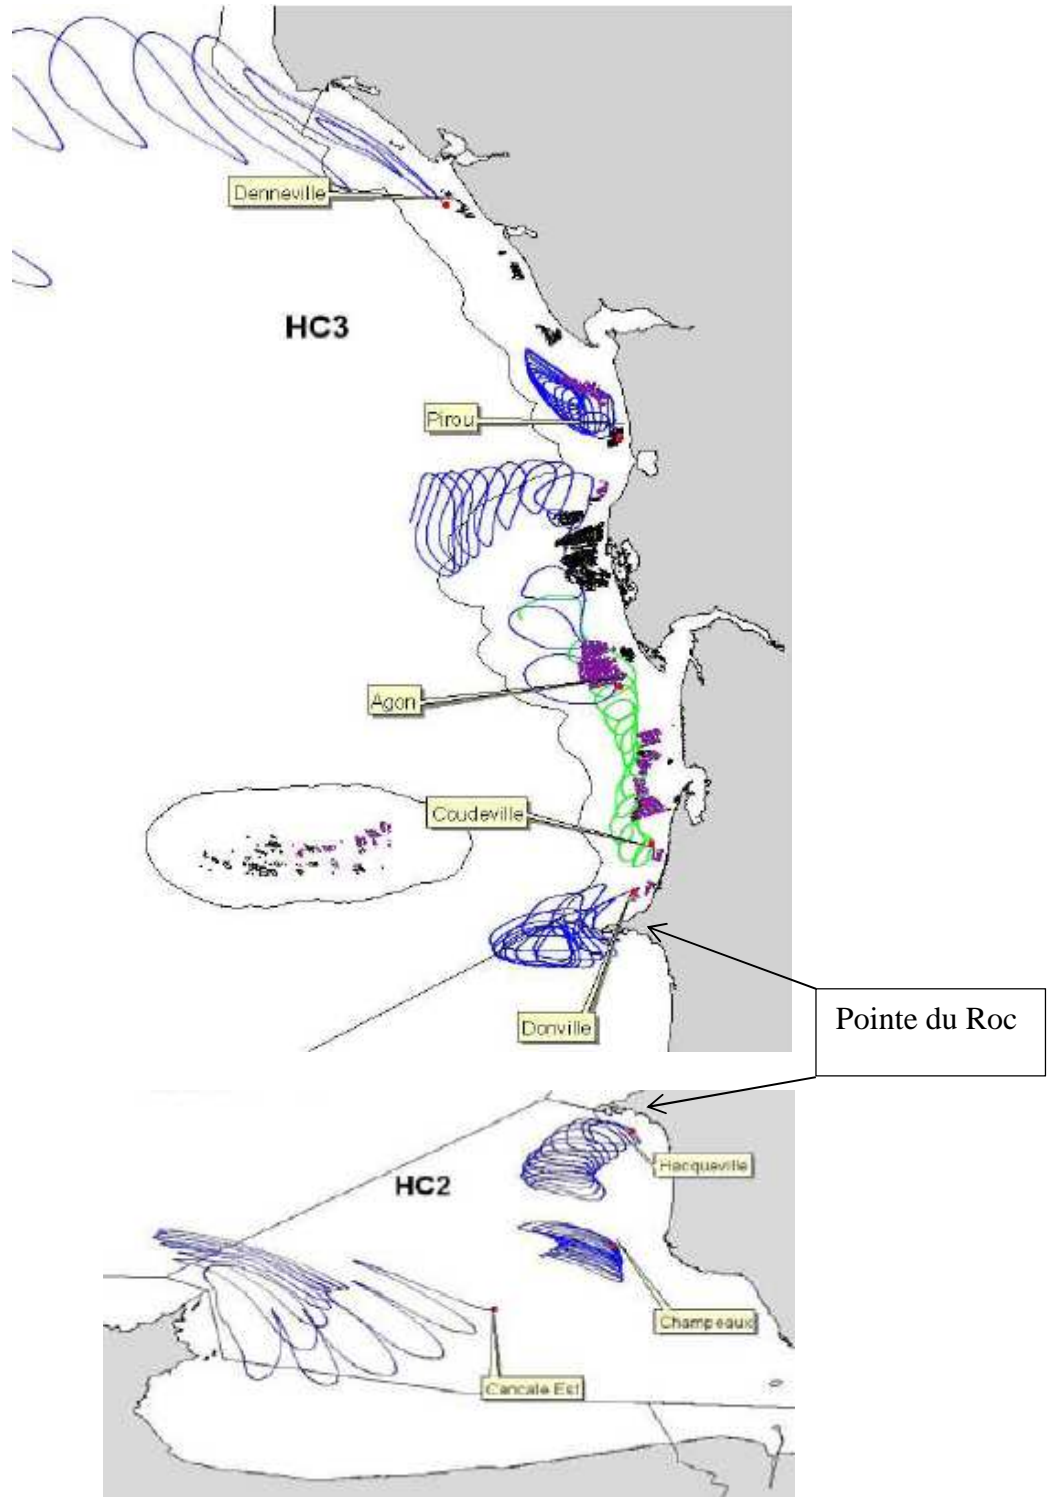 Denneville
HC3
Pirou
Agon
Coudeville
Donville
Pointe du Roc
Hacqueville
HC2
Champeaux
Cancale Est